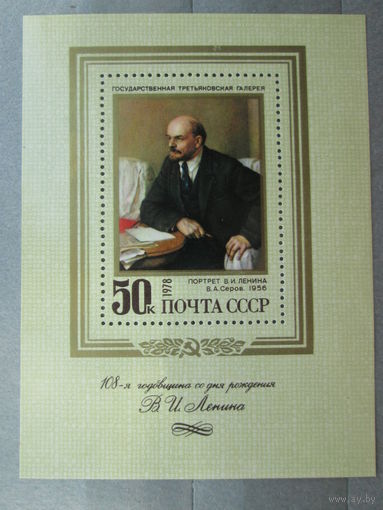 ГОСУДАРСТВЕННАЯ ТРЕТЬЯКОВСКАЯ ГАЛЕРЕЯ
ПОРТРЕТ В.И.ЛЕНИНА
В.А.Серов. 1956
50к 1978 ПОЧТА СССР
108-я годовщина со дня рождения
В. И. Ленина
www.ay.by